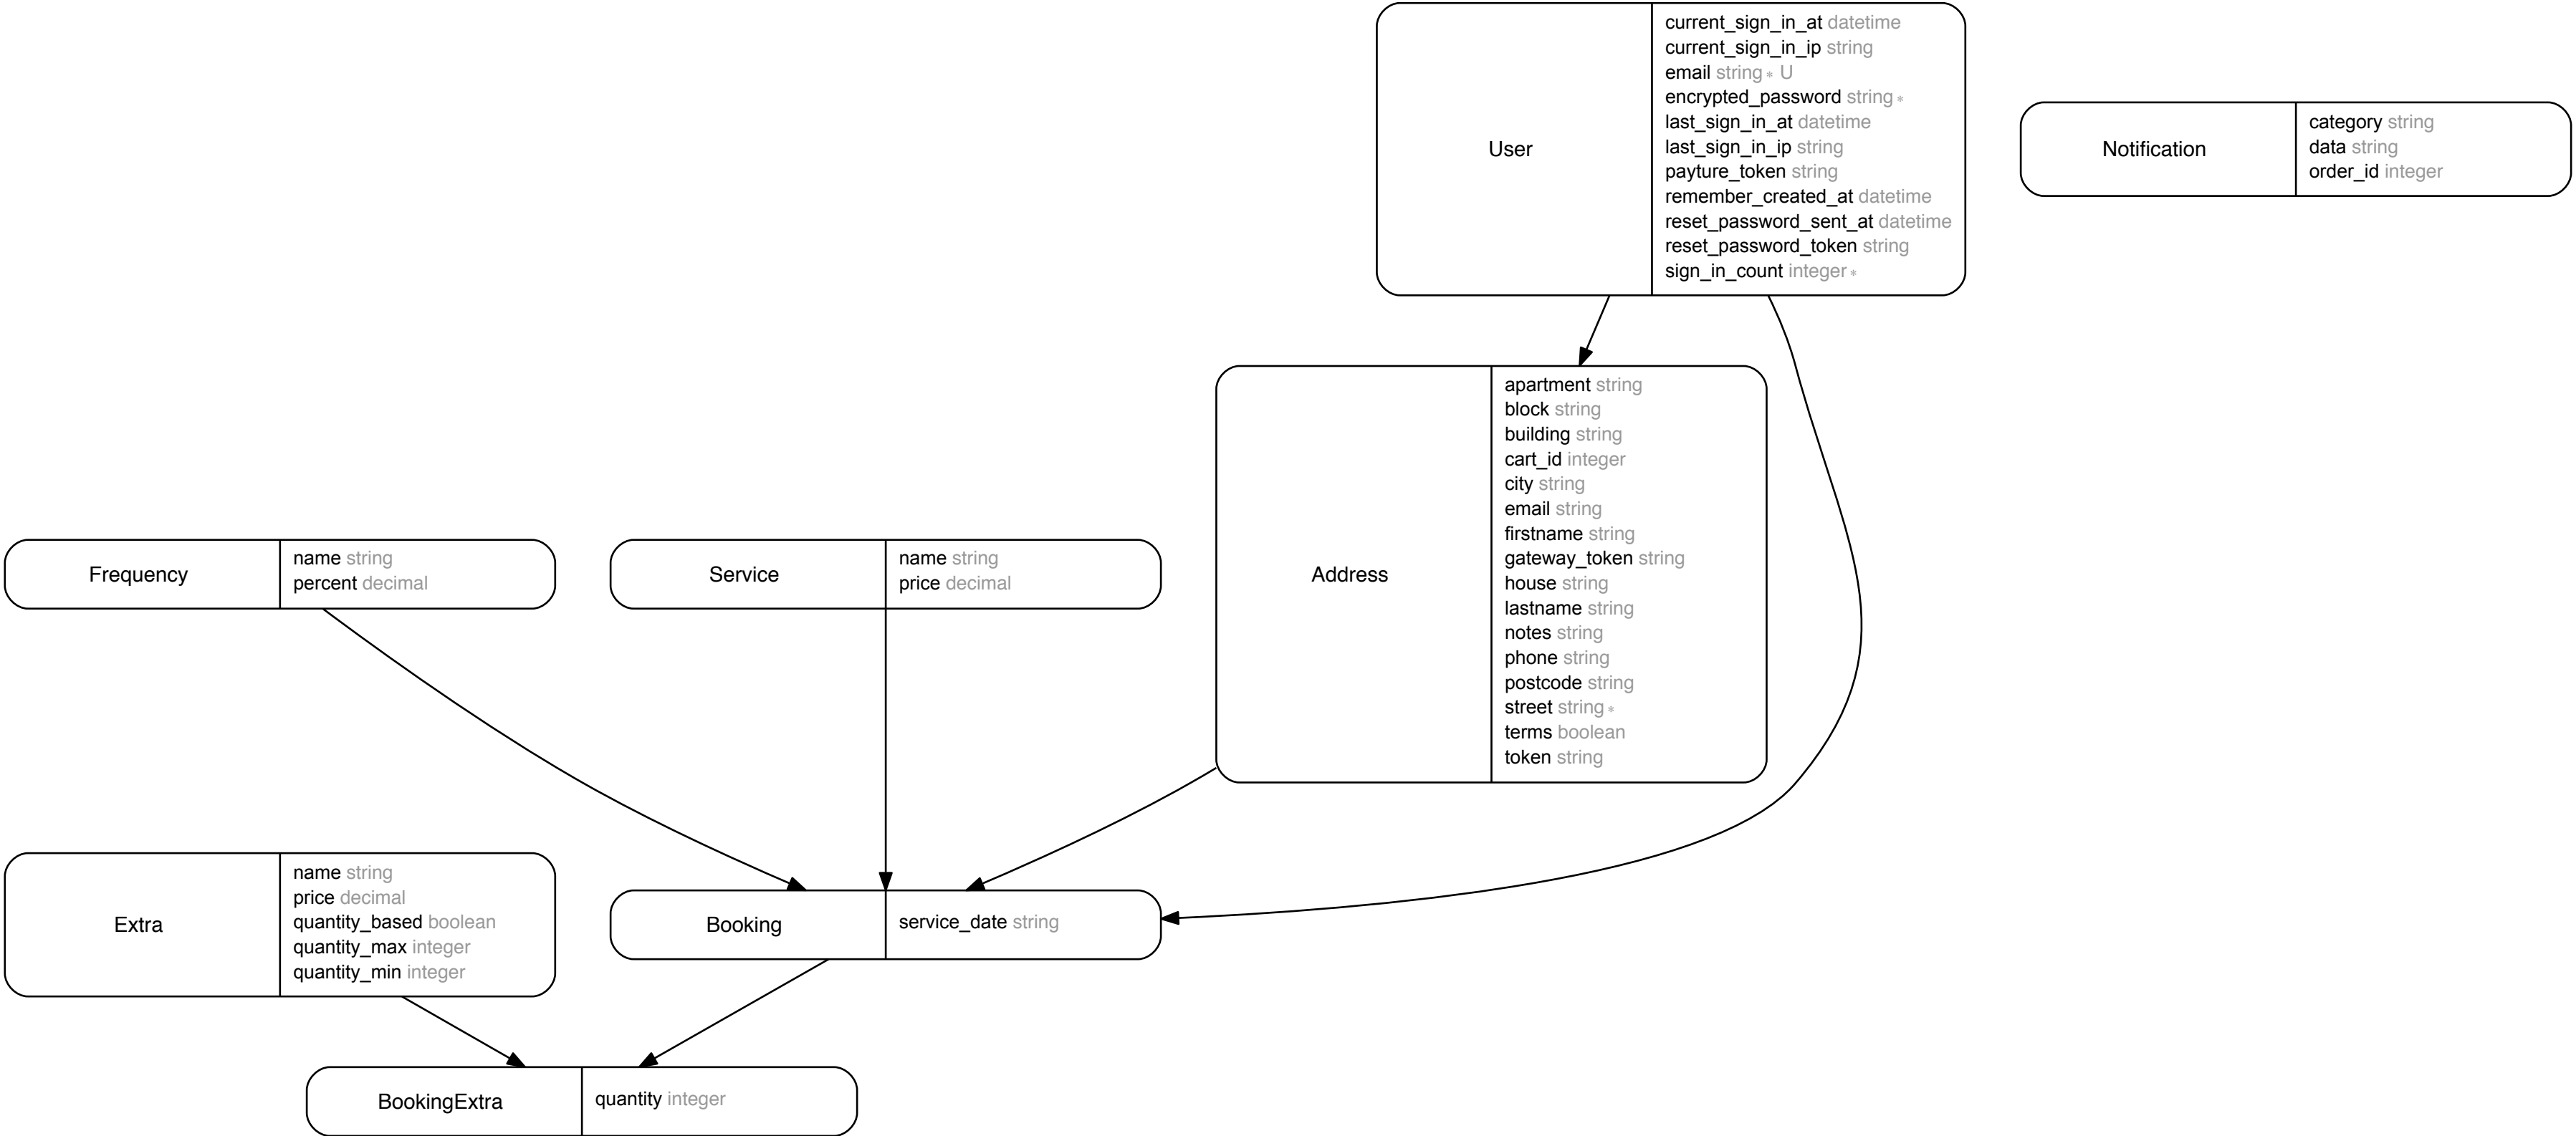 User
current_sign_in_at datetime
current_sign_in_ip string
email string * U
encrypted_password string *
last_sign_in_at datetime
last_sign_in_ip string
payture_token string
remember_created_at datetime
reset_password_sent_at datetime
reset_password_token string
sign_in_count integer *
Notification
category string
data string
order_id integer
Address
apartment string
block string
building string
cart_id integer
city string
email string
firstname string
gateway_token string
house string
lastname string
notes string
phone string
postcode string
street string *
terms boolean
token string
Frequency
name string
percent decimal
Service
name string
price decimal
Extra
name string
price decimal
quantity_based boolean
quantity_max integer
quantity_min integer
Booking
service_date string
BookingExtra
quantity integer